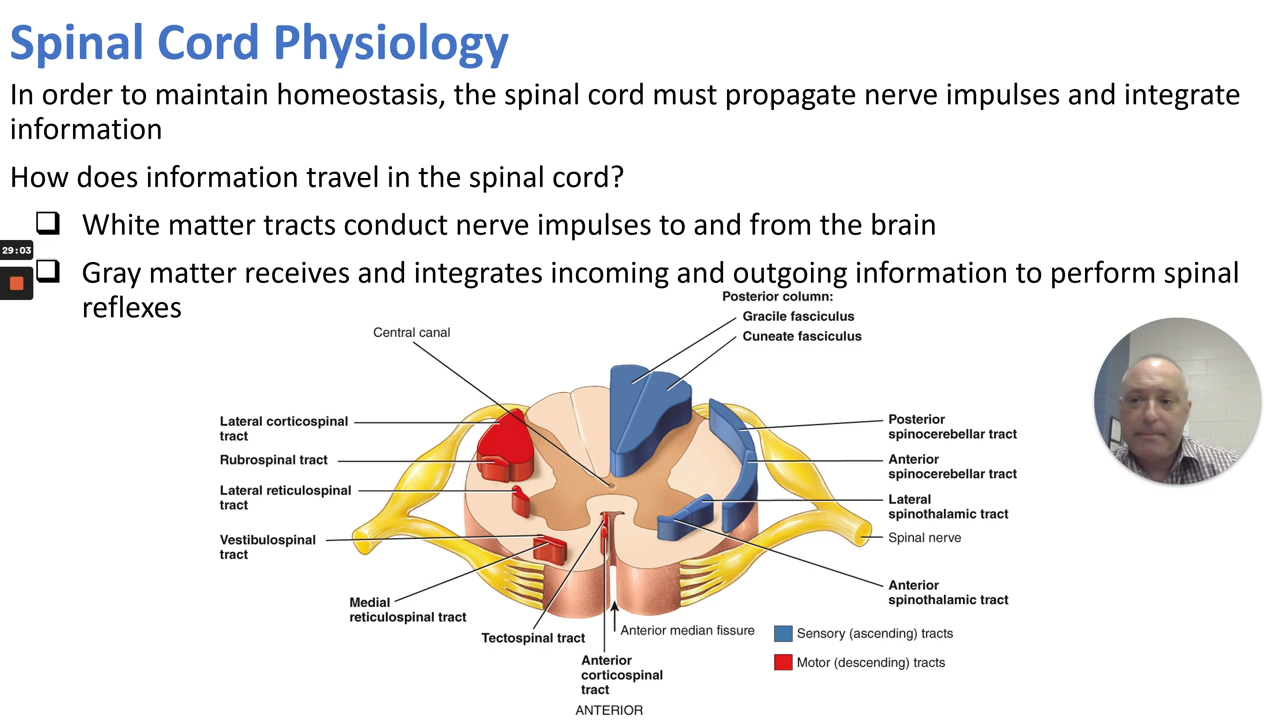 Spinal Cord Physiology
In order to maintain homeostasis, the spinal cord must propagate nerve impulses and integrate
information
How does information travel in the spinal cord?
White matter tracts conduct nerve impulses to and from the brain
29:03
Gray matter receives and integrates incoming and outgoing information to perform spinal
reflexes
Posterior column:
Gracile fasciculus
Cuneate fasciculus
Central canal
Lateral corticospinal
tract
Rubrospinal tract
Lateral reticulospinal
tract
Vestibulospinal
tract
Medial
reticulospinal tract
Tectospinal tract
Anterior
corticospinal
tract
ANTERIOR
Posterior
spinocerebellar tract
Anterior
spinocerebellar tract
Lateral
spinothalamic tract
Spinal nerve
Anterior
spinothalamic tract
Anterior median fissure
Sensory (ascending) tracts
Motor (descending) tracts